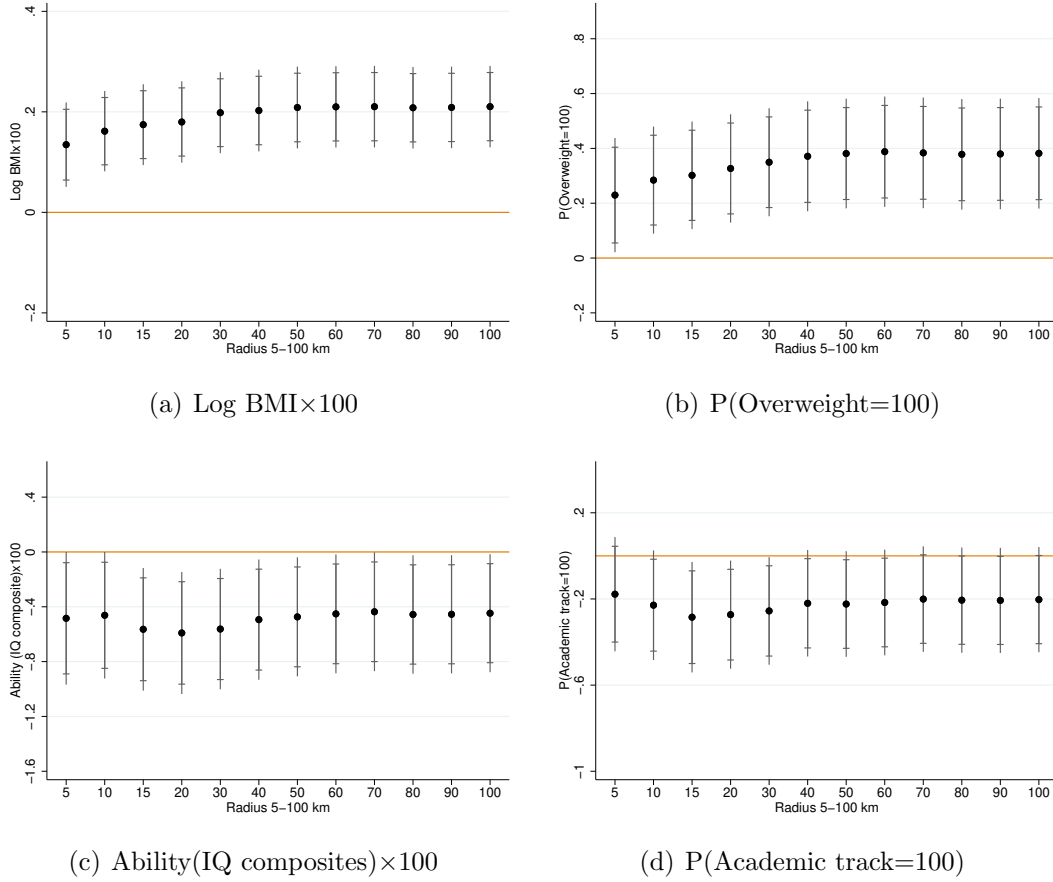 Log BMIx100
.4
.2
0
-.2
5 10 15 20 30 40 50 60 70 80 90 100
Radius 5−100 km
(a) Log BMI×100
P(Overweight=100)
.8
.6
.4
.2
0
-.2
5 10 15 20 30 40 50 60 70 80 90 100
Radius 5−100 km
(b) P(Overweight=100)
Ability (IQ composite)x100
.4
0
-.4
-.8
-1.2
-1.6
5 10 15 20 30 40 50 60 70 80 90 100
Radius 5−100 km
(c) Ability(IQ composites)×100
P(Academic track=100)
.2
-.2
-.6
-1
5 10 15 20 30 40 50 60 70 80 90 100
Radius 5−100 km
(d) P(Academic track=100)